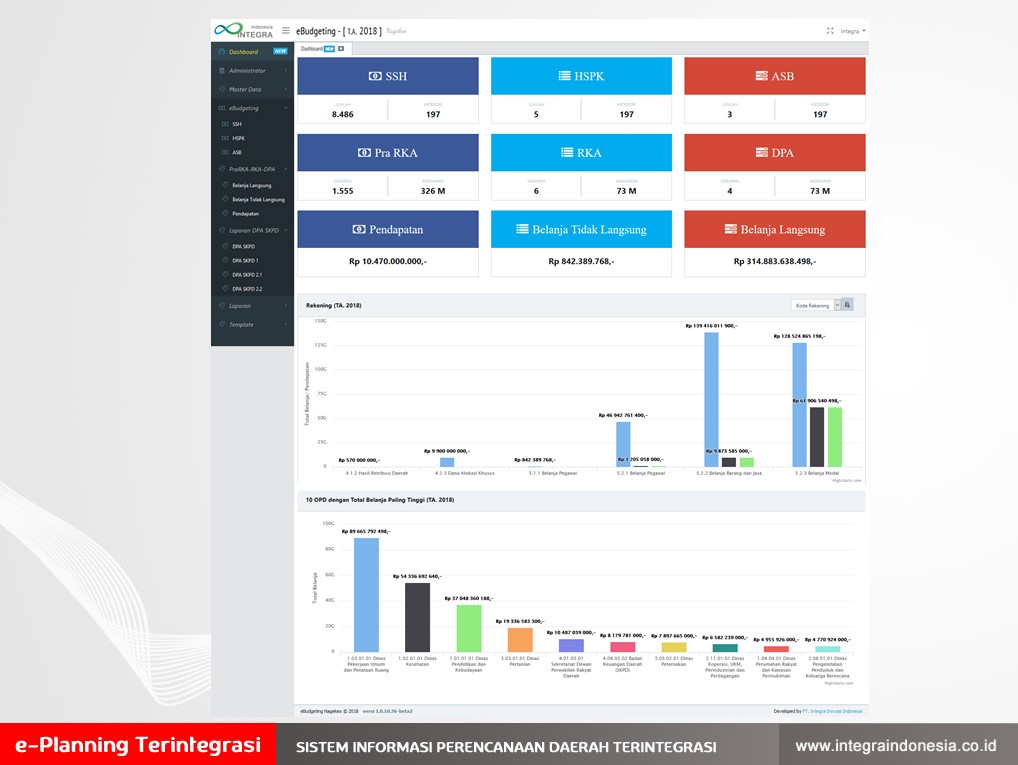 Indonesia
INTEGRA
eBudgeting - [ T.A. 2018 ] Nagekeo
integra
Dashboard NEW
Administrator
Master Data
eBudgeting
SSH
HSPK
ASB
PraRKA-RKA-DPA
Belanja Langsung
Belanja Tidak Langsung
Pendapatan
Laporan DPA SKPD
DPA SKPD
DPA SKPD 1
DPA SKPD 2.1
DPA SKPD 2.2
Laporan
Template
Dashboard NEW
SSH
JUMLAH KATEGORI
8.486 197
HSPK
JUMLAH KATEGORI
5 197
ASB
JUMLAH KATEGORI
3 197
Pra RKA
KEGIATAN ANGGARAN
1.555 326 M
RKA
KEGIATAN ANGGARAN
6 73 M
DPA
KEGIATAN ANGGARAN
4 73 M
Pendapatan
Rp 10.470.000.000,-
Belanja Tidak Langsung
Rp 842.389.768,-
Belanja Langsung
Rp 314.883.638.498,-
Rekening (TA. 2018)
Kode Rekening
Total Belanja / Pendapatan
150G
125G
100G
75G
50G
25G
0
Rp 570 000 000,-
Rp 9 900 000 000,-
Rp 842 389 768,-
Rp 46 942 761 400,-
Rp 1 205 058 000,-
Rp 139 416 011 900,-
Rp 9 873 585 000,-
Rp 128 524 865 198,-
Rp 61 906 540 498,-
4.1.2 Hasil Retribusi Daerah
4.2.3 Dana Alokasi Khusus
5.1.1 Belanja Pegawai
5.2.1 Belanja Pegawai
5.2.2 Belanja Barang dan Jasa
5.2.3 Belanja Modal
Highcharts.com
10 OPD dengan Total Belanja Paling Tinggi (TA. 2018)
Total Belanja
100G
80G
60G
40G
20G
0
Rp 89 665 792 498,-
Rp 54 336 692 640,-
Rp 37 048 360 188,-
Rp 19 336 583 300,-
Rp 10 487 039 000,-
Rp 8 179 781 000,-
Rp 7 897 665 000,-
Rp 6 582 239 000,-
Rp 4 955 926 000,-
Rp 4 770 924 000,-
1.03.01.01 Dinas
Pekerjaan Umum
dan Penataan Ruang
1.02.01.01 Dinas
Kesehatan
1.01.01.01 Dinas
Pendidikan dan
Kebudayaan
3.03.01.01 Dinas
Pertanian
4.01.03.01
Sekretariat Dewan
Perwakilan Rakyat
Daerah
4.04.05.02 Badan
Keuangan Daerah
(SKPD)
3.03.02.01 Dinas
Peternakan
2.11.01.01 Dinas
Koperasi, UKM,
Perindustrian dan
Perdagangan
1.04.04.01 Dinas
Perumahan Rakyat
dan Kawasan
Permukiman
2.08.01.01 Dinas
Pengendalian
Penduduk dan
Keluarga Berencana
Highcharts.com
eBudgeting Nagekeo © 2018 versi 1.0.10.36-beta2
Developed by PT. Integra Inovasi Indonesia
e-Planning Terintegrasi
SISTEM INFORMASI PERENCANAAN DAERAH TERINTEGRASI
www.integraindonesia.co.id